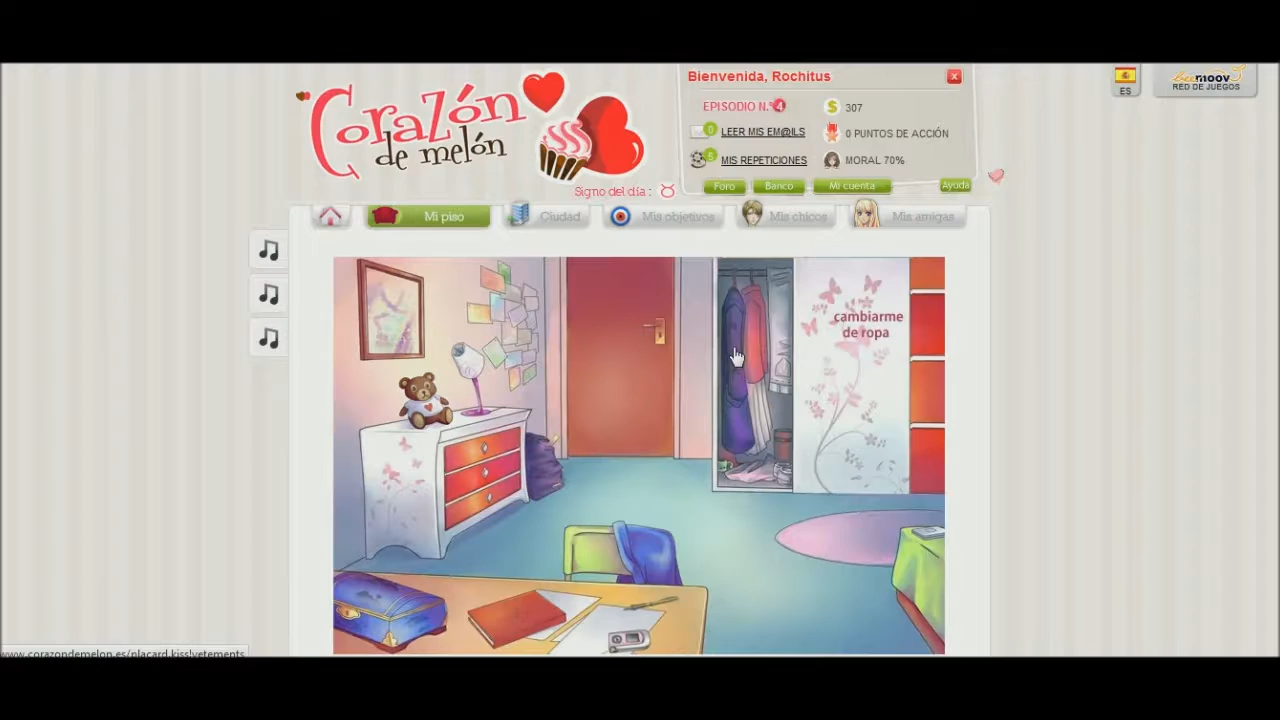 Corazón
de melón
Bienvenida, Rochitus
EPISODIO N.º 4
307
0 LEER MIS EM@ILS
0 PUNTOS DE ACCIÓN
5 MIS REPETICIONES
MORAL 70%
Foro
Banco
Mi cuenta
Ayuda
Signo del día :
ES
beemoov
RED DE JUEGOS
Mi piso
Ciudad
Mis objetivos
Mis chicos
Mis amigas
cambiarme
de ropa
www.corazondemelon.es/placard.kiss!vetements